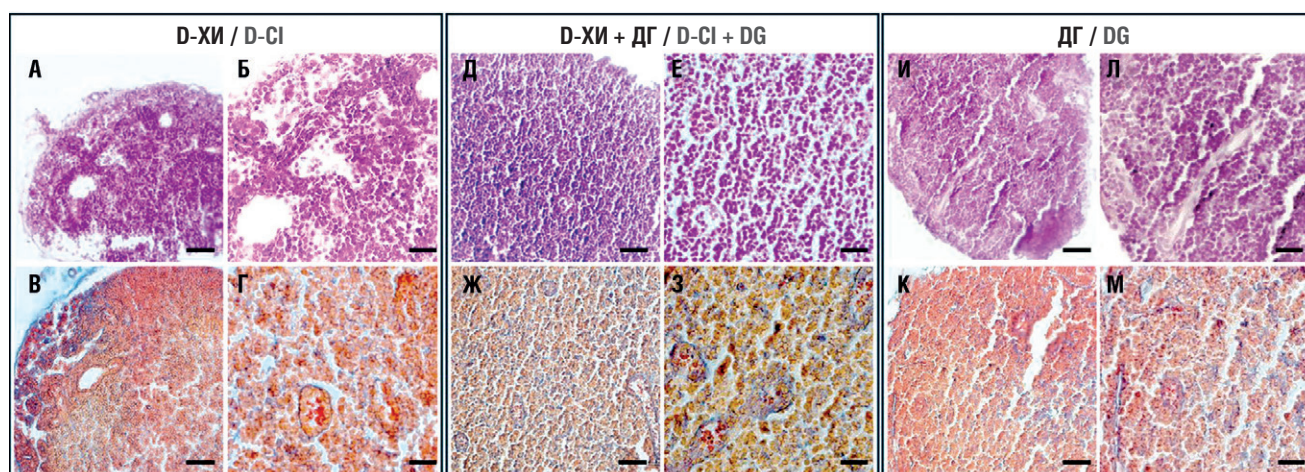 D-ХИ / D-CI
А
Б
В
Г
D-ХИ + ДГ / D-CI + DG
Д
Е
Ж
З
ДГ / DG
И
Л
К
М